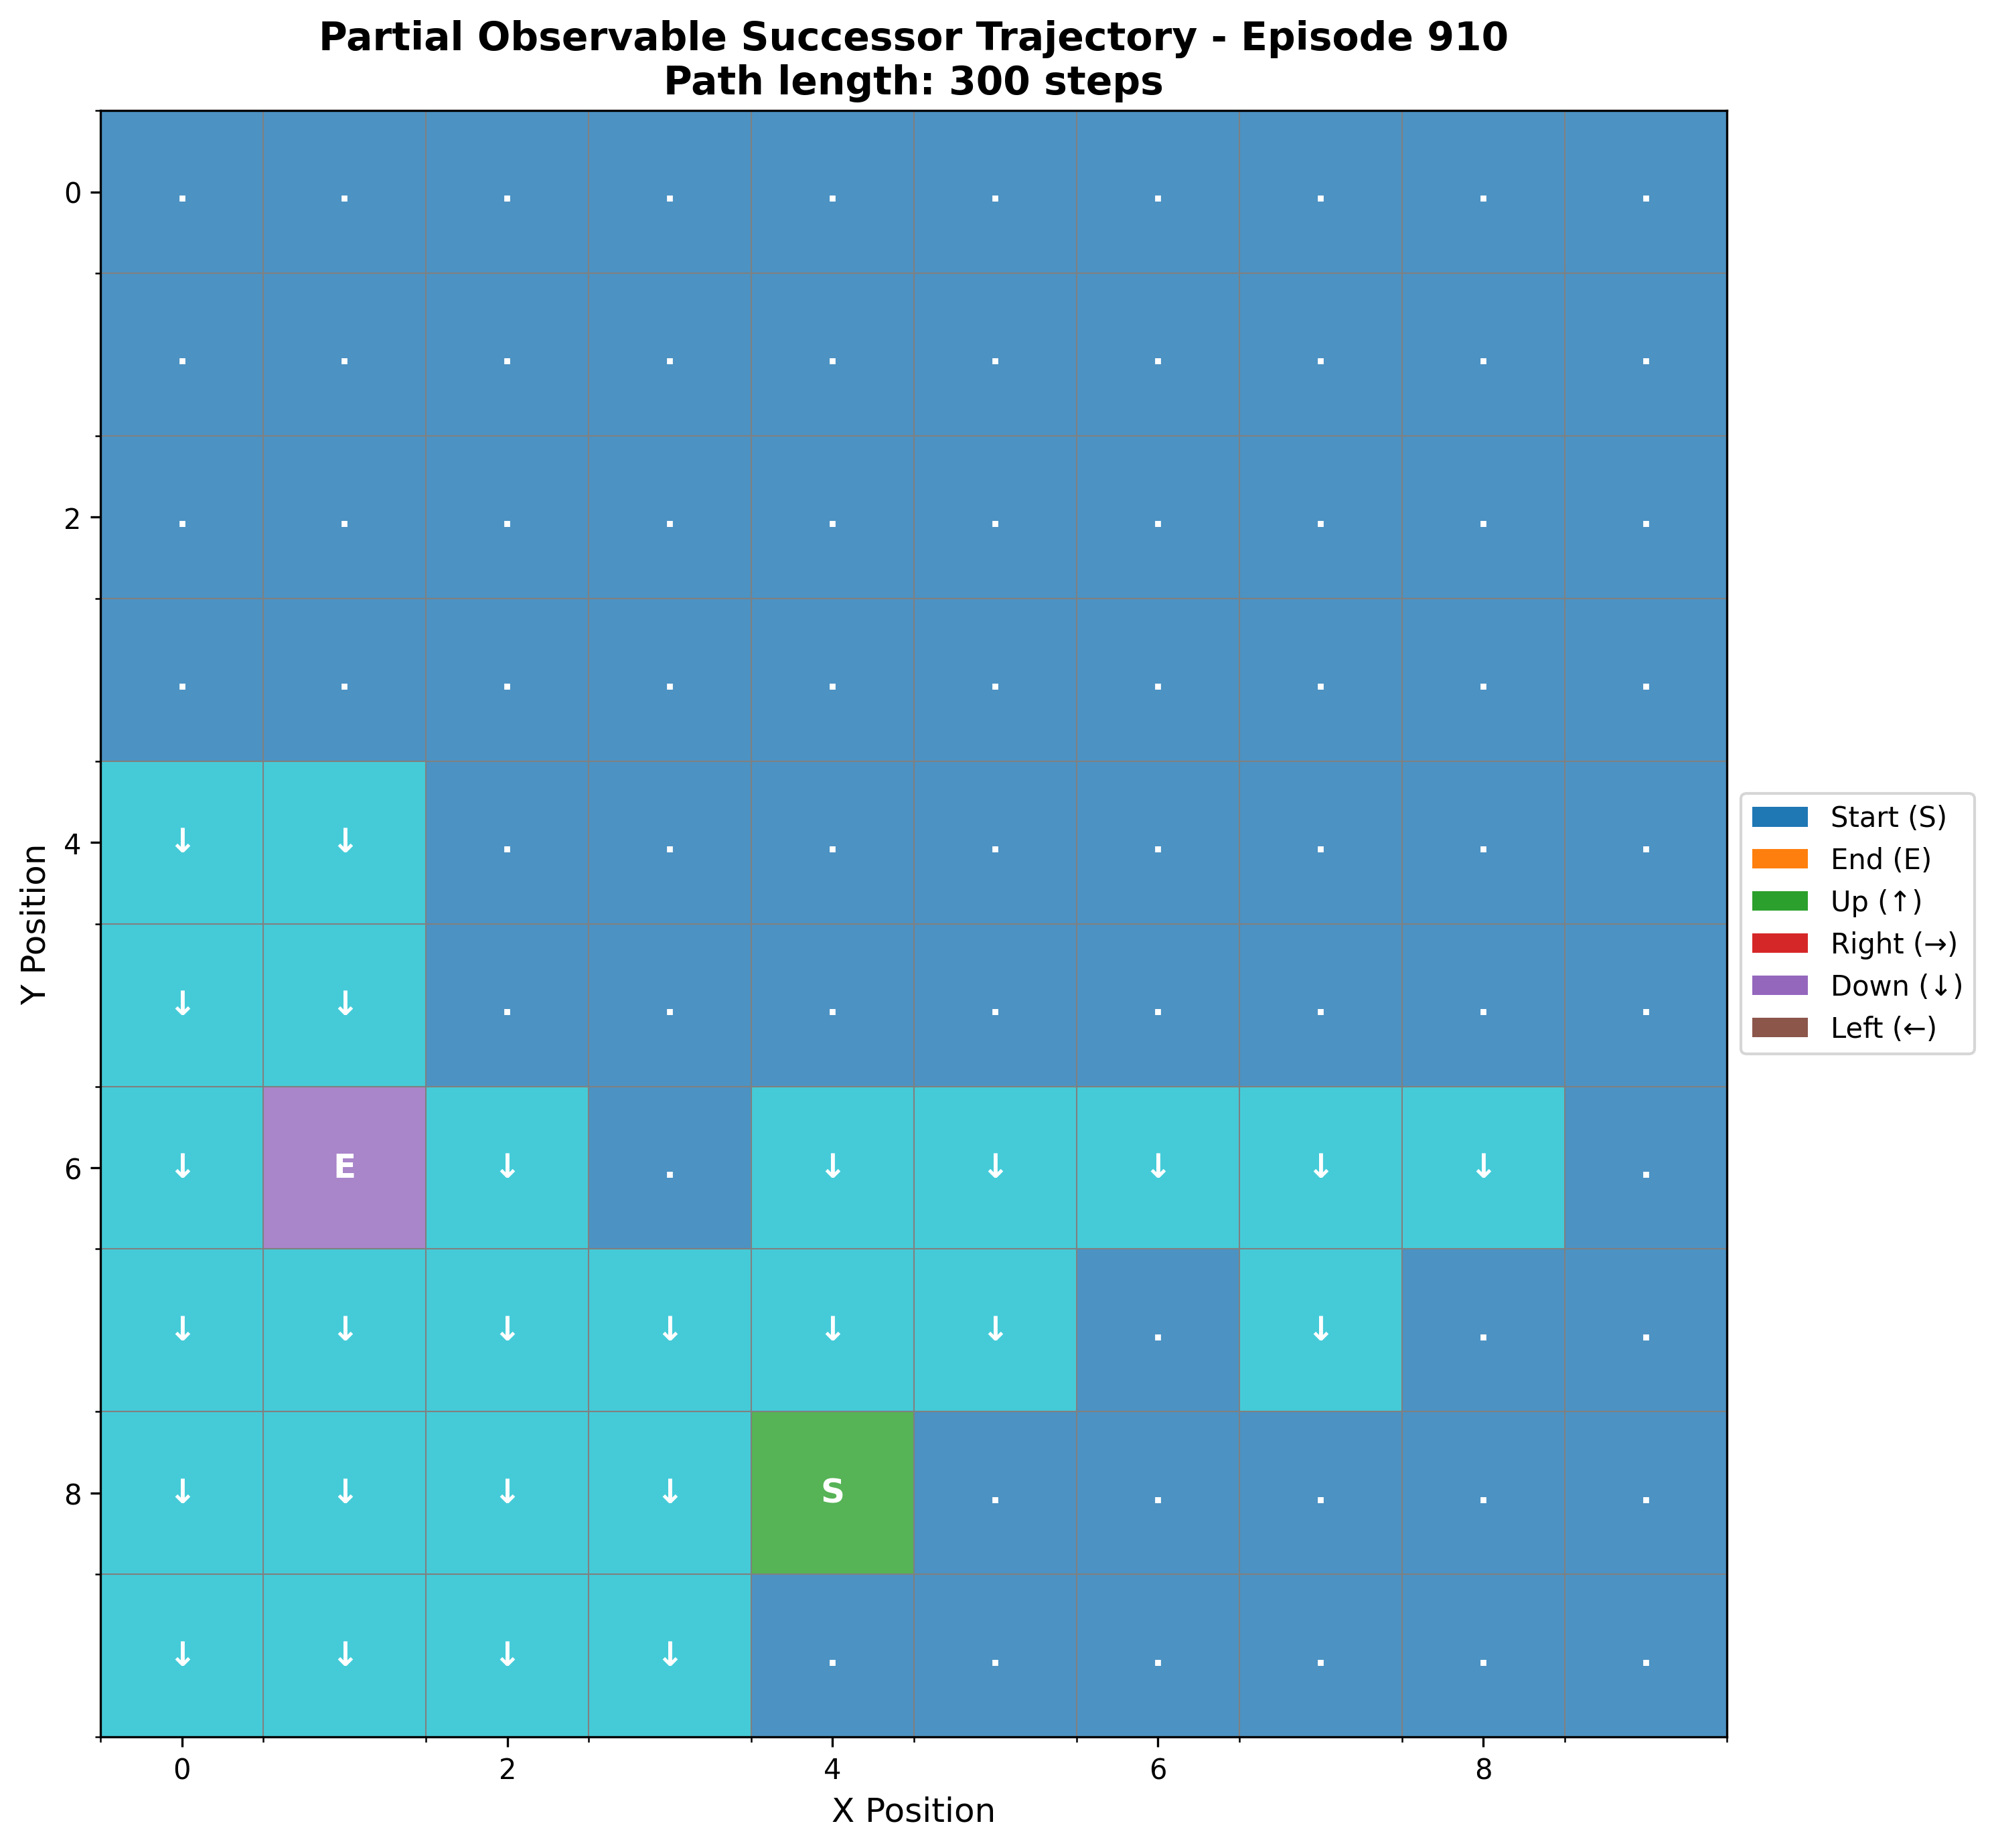 Partial Observable Successor Trajectory - Episode 910
Path length: 300 steps
0 . . . . . . . . . .
. . . . . . . . . .
2 . . . . . . . . . .
. . . . . . . . . .
4 ↓ ↓ . . . . . . . .
↓ ↓ . . . . . . . .
6 ↓ E ↓ . ↓ ↓ ↓ ↓ ↓ .
↓ ↓ ↓ ↓ ↓ ↓ . ↓ . .
8 ↓ ↓ ↓ ↓ S . . . . .
↓ ↓ ↓ ↓ . . . . . .
0 2 4 6 8
X Position
Y Position
Start (S)
End (E)
Up (↑)
Right (→)
Down (↓)
Left (←)